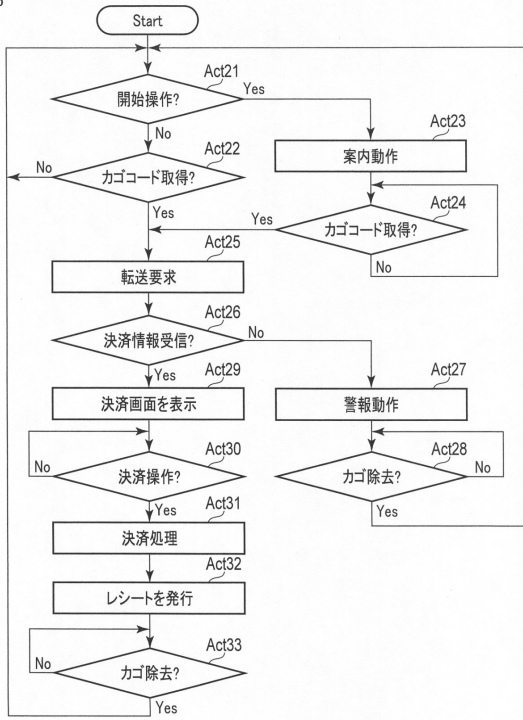 Start
Act21
開始操作?
Yes
No
Act22
カゴコード取得?
No
Yes
Act23
案内動作
Act24
カゴコード取得?
Yes
No
Act25
転送要求
Act26
決済情報受信?
No
Yes
Act29
決済画面を表示
Act27
警報動作
Act30
決済操作?
No
Yes
Act28
カゴ除去?
No
Yes
Act31
決済処理
Act32
レシートを発行
Act33
カゴ除去?
No
Yes